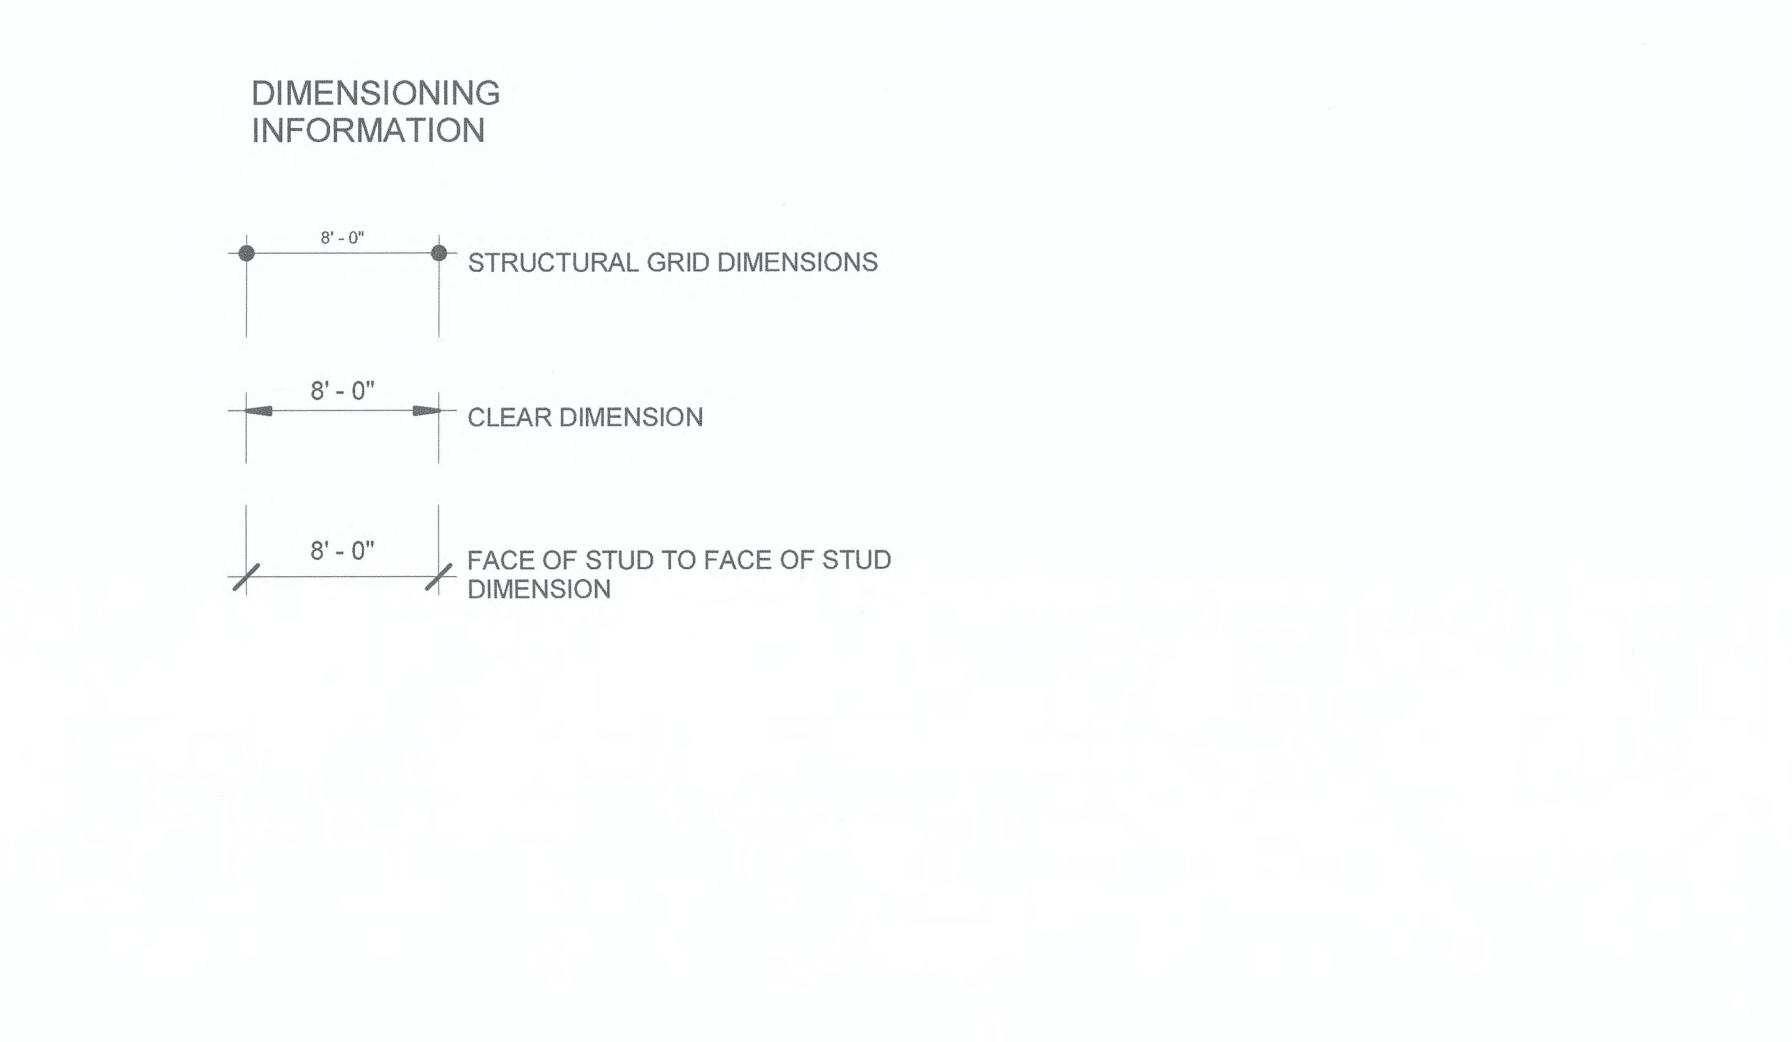 DIMENSIONING
INFORMATION
8' - 0"
STRUCTURAL GRID DIMENSIONS
8' - 0"
CLEAR DIMENSION
8' - 0"
FACE OF STUD TO FACE OF STUD
DIMENSION